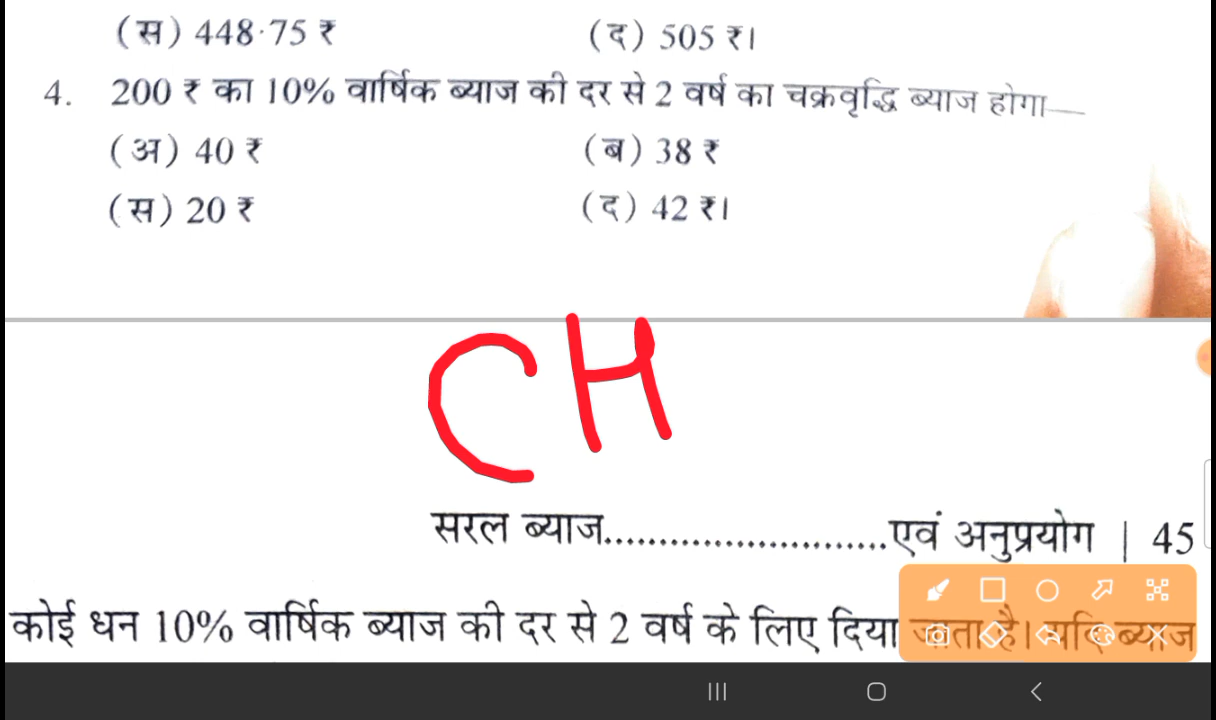 (स) 448·75 ₹ (द) 505 ₹।
4. 200 ₹ का 10% वार्षिक ब्याज की दर से 2 वर्ष का चक्रवृद्धि ब्याज होगा—
(अ) 40 ₹ (ब) 38 ₹
(स) 20 ₹ (द) 42 ₹।
CH
सरल ब्याज..........................एवं अनुप्रयोग | 45
कोई धन 10% वार्षिक ब्याज की दर से 2 वर्ष के लिए दिया जाता है। यदि ब्याज